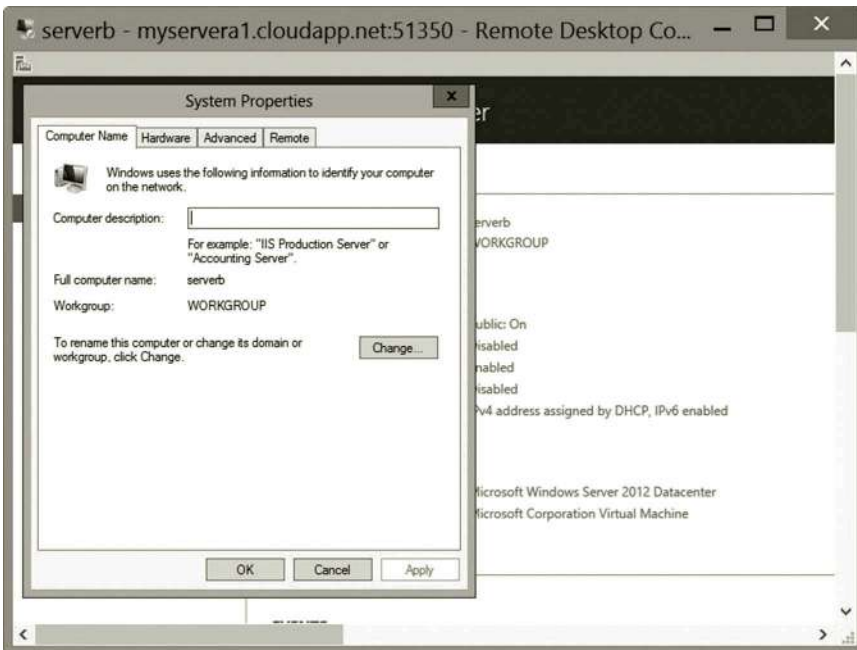 serverb - myservera1.cloudapp.net:51350 - Remote Desktop Co...
System Properties
er
Computer Name
Hardware
Advanced
Remote
Windows uses the following information to identify your computer
on the network.
Computer description:
For example: "IIS Production Server" or
"Accounting Server".
Full computer name: serverb
Workgroup: WORKGROUP
To rename this computer or change its domain or
workgroup, click Change.
Change...
OK
Cancel
Apply
erverb
VORKGROUP
ublic: On
isabled
nabled
isabled
Pv4 address assigned by DHCP, IPv6 enabled
Microsoft Windows Server 2012 Datacenter
Microsoft Corporation Virtual Machine